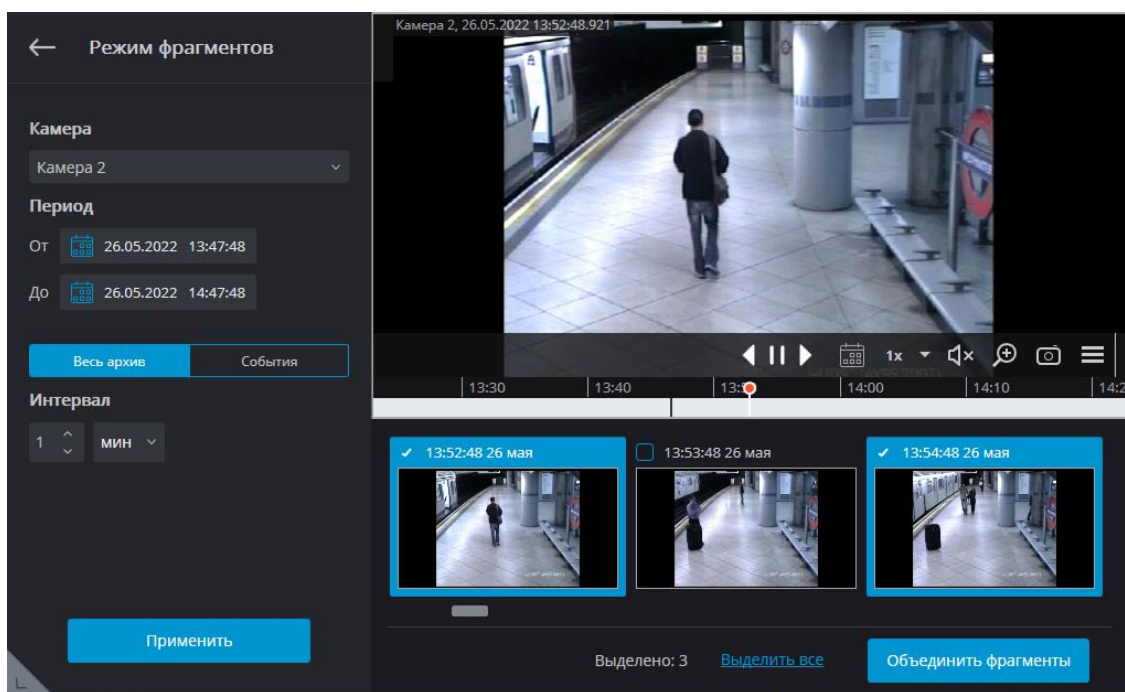 Режим фрагментов
Камера
Камера 2
Период
От 26.05.2022 13:47:48
До 26.05.2022 14:47:48
Весь архив События
Интервал
1 мин
Применить
Камера 2, 26.05.2022 13:52:48.921
1x
13:30 13:40 14:00 14:10
13:52:48 26 мая 13:53:48 26 мая 13:54:48 26 мая
Выделено: 3 Выделить все Объединить фрагменты